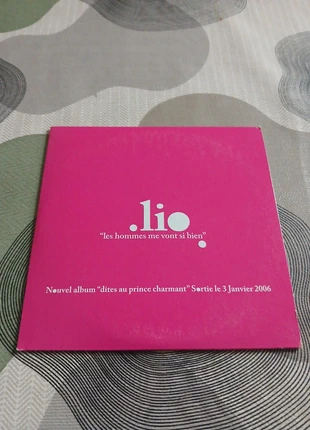 .lio
"les hommes me vont si bien"
Nouvel album "dites au prince charmant" Sortie le 3 Janvier 2006